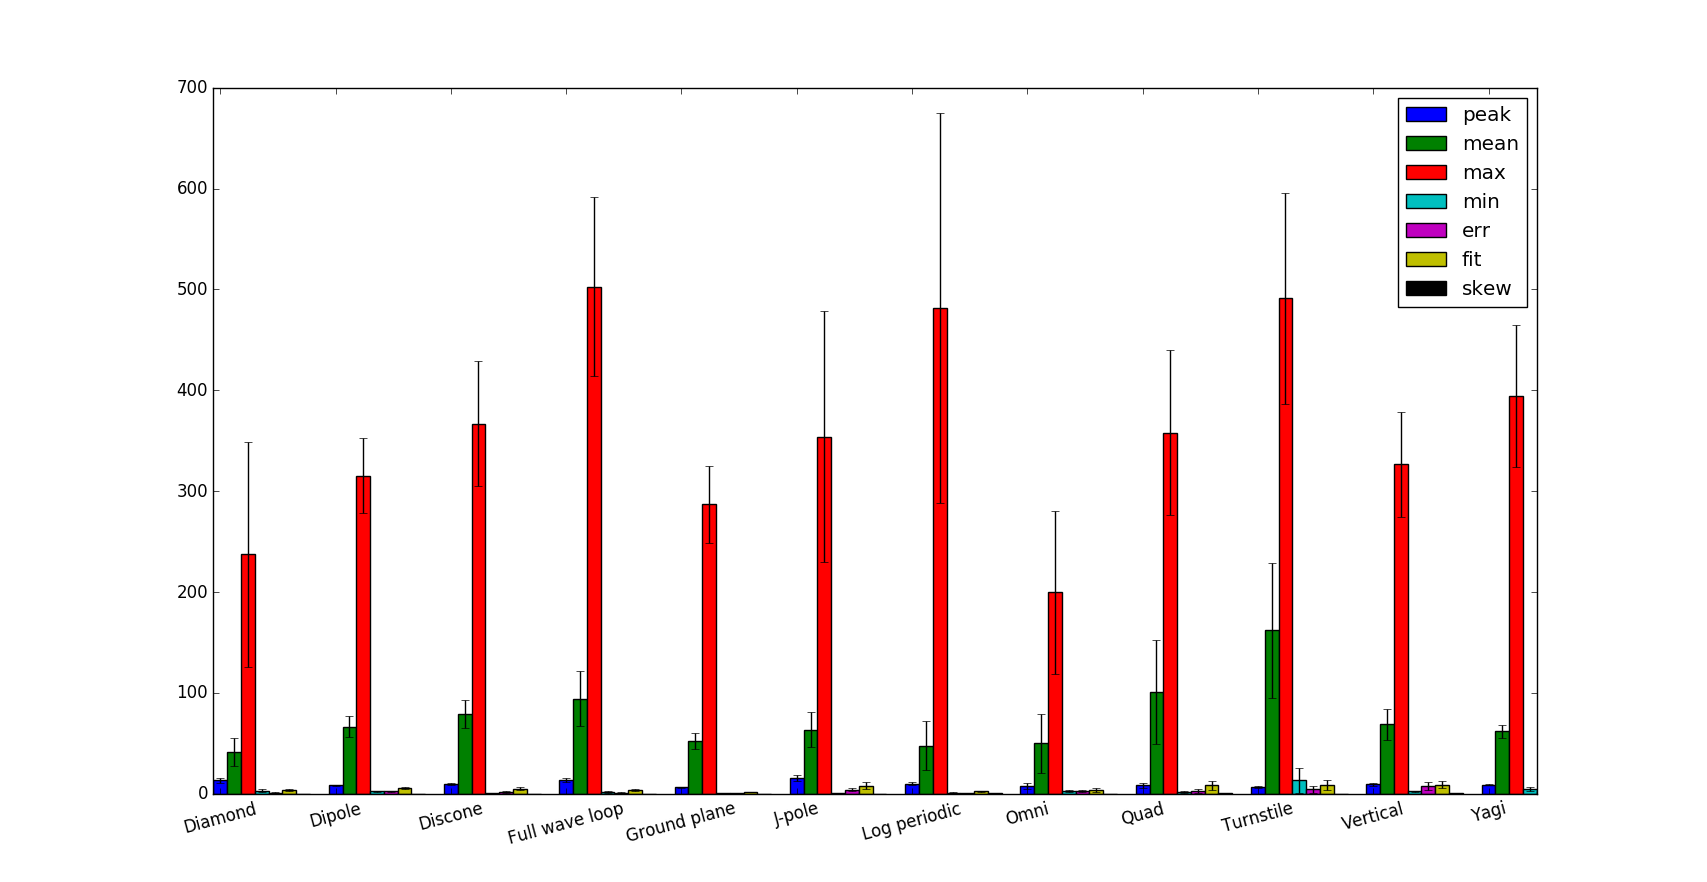 700
600
500
400
300
200
100
0
peak
mean
max
min
err
fit
skew
Diamond
Dipole
Discone
Full wave loop
Ground plane
J-pole
Log periodic
Omni
Quad
Turnstile
Vertical
Yagi